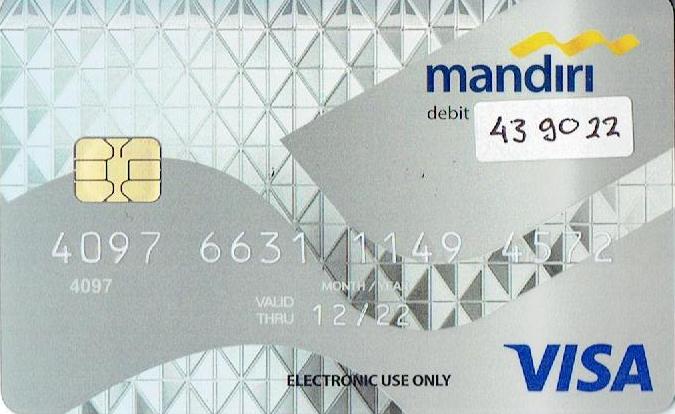 mandiri
debit
43 9022
4097 6631 1149 4572
4097
MONTH / YEAR
VALID THRU 12/22
ELECTRONIC USE ONLY
VISA